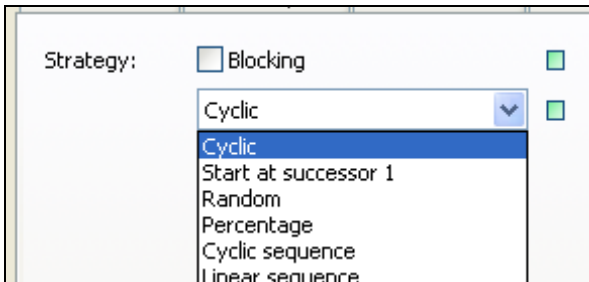 Strategy: Blocking
Cyclic
Cyclic
Start at successor 1
Random
Percentage
Cyclic sequence
Linear sequence